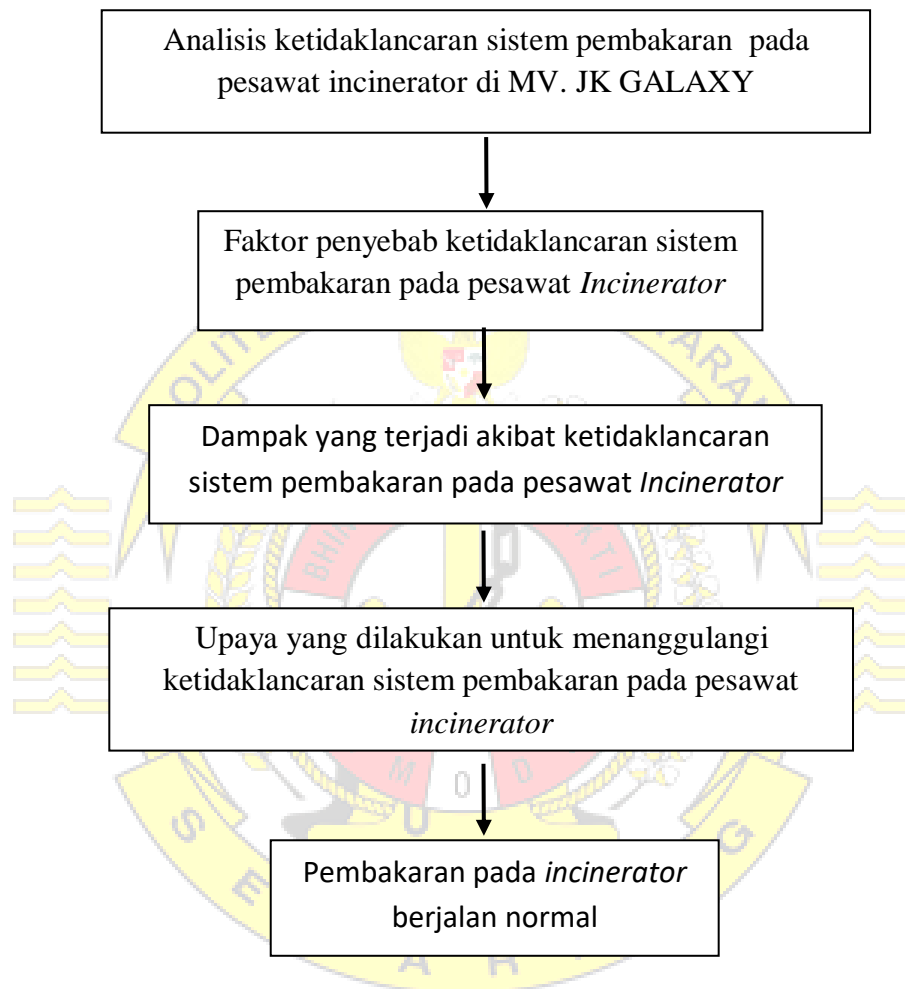 Analisis ketidaklancaran sistem pembakaran pada
pesawat incinerator di MV. JK GALAXY
Faktor penyebab ketidaklancaran sistem
pembakaran pada pesawat Incinerator
Dampak yang terjadi akibat ketidaklancaran
sistem pembakaran pada pesawat Incinerator
Upaya yang dilakukan untuk menanggulangi
ketidaklancaran sistem pembakaran pada pesawat
incinerator
Pembakaran pada incinerator
berjalan normal